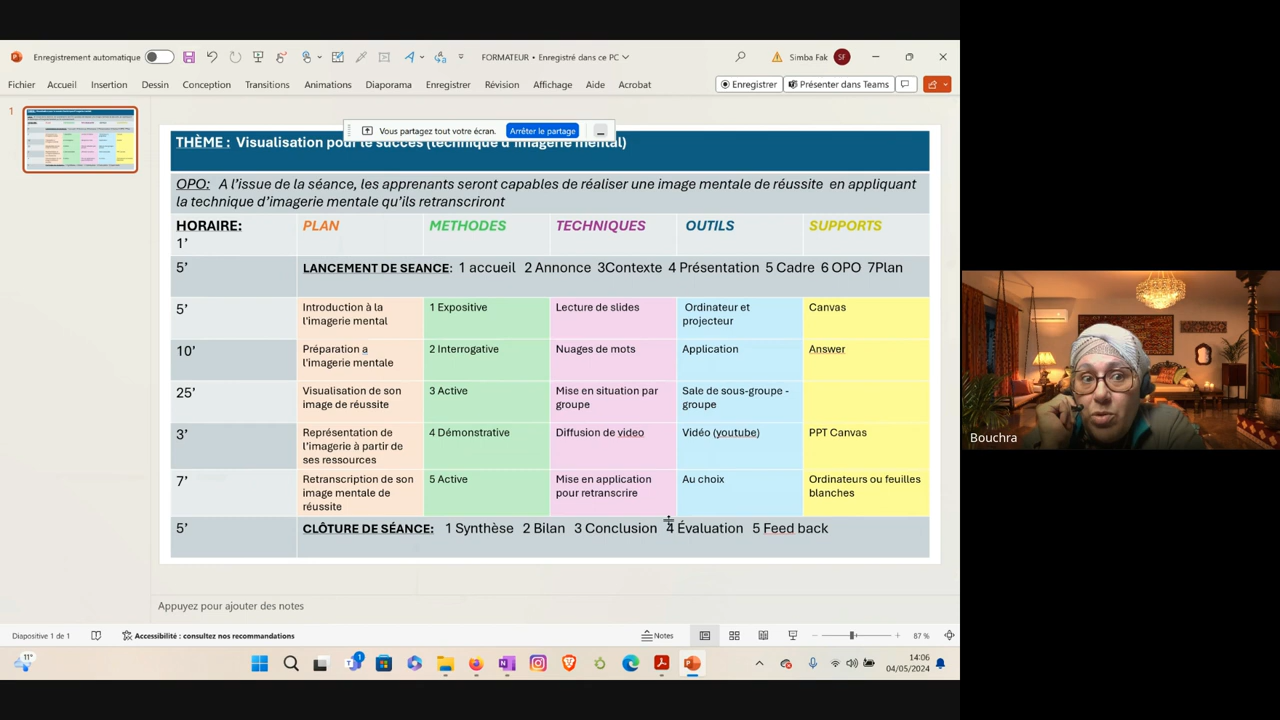 Enregistrement automatique
FORMATEUR • Enregistré dans ce PC
Simba Fak
SF
Fichier Accueil Insertion Dessin Conception Transitions Animations Diaporama Enregistrer Révision Affichage Enregistrer Aide Acrobat
Enregistrer
Présenter dans Teams
1
Vous partagez tout votre écran.
Arrêter le partage
THÈME : Visualisation pour le succès (technique d'imagerie mental)
OPO: A l'issue de la séance, les apprenants seront capables de réaliser une image mentale de réussite en appliquant
la technique d'imagerie mentale qu'ils retranscriront
HORAIRE: PLAN METHODES TECHNIQUES OUTILS SUPPORTS
1'
5' LANCEMENT DE SEANCE: 1 accueil 2 Annonce 3Contexte 4 Présentation 5 Cadre 6 OPO 7Plan
5' Introduction à la 1 Expositive Lecture de slides Ordinateur et Canvas
l'imagerie mental projecteur
10' Préparation a 2 Interrogative Nuages de mots Application Answer
l'imagerie mentale
25' Visualisation de son 3 Active Mise en situation par Sale de sous-groupe -
image de réussite groupe groupe
3' Représentation de 4 Démonstrative Diffusion de video Vidéo (youtube) PPT Canvas
l'imagerie à partir de
ses ressources
7' Retranscription de son 5 Active Mise en application Au choix Ordinateurs ou feuilles
image mentale de pour retranscrire blanches
réussite
5' CLÔTURE DE SÉANCE: 1 Synthèse 2 Bilan 3 Conclusion 4 Évaluation 5 Feed back
Bouchra
Appuyez pour ajouter des notes
Diapositive 1 de 1
Accessibilité : consultez nos recommandations
Notes
87 %
11°
14:06
04/05/2024